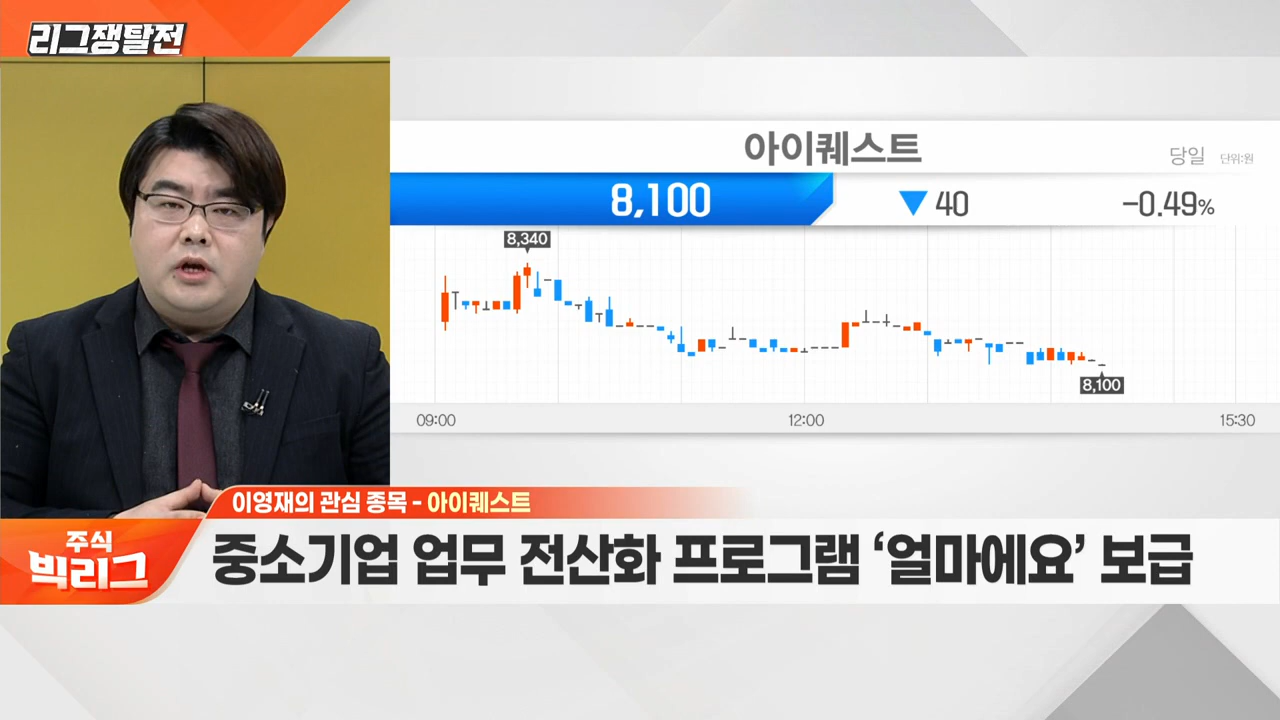 리그쟁탈전
아이퀘스트
당일 단위:원
8,100 ▼40 -0.49%
8,340
8,100
09:00 12:00 15:30
이영재의 관심 종목 - 아이퀘스트
주식
빅리그
중소기업 업무 전산화 프로그램 ‘얼마에요’ 보급